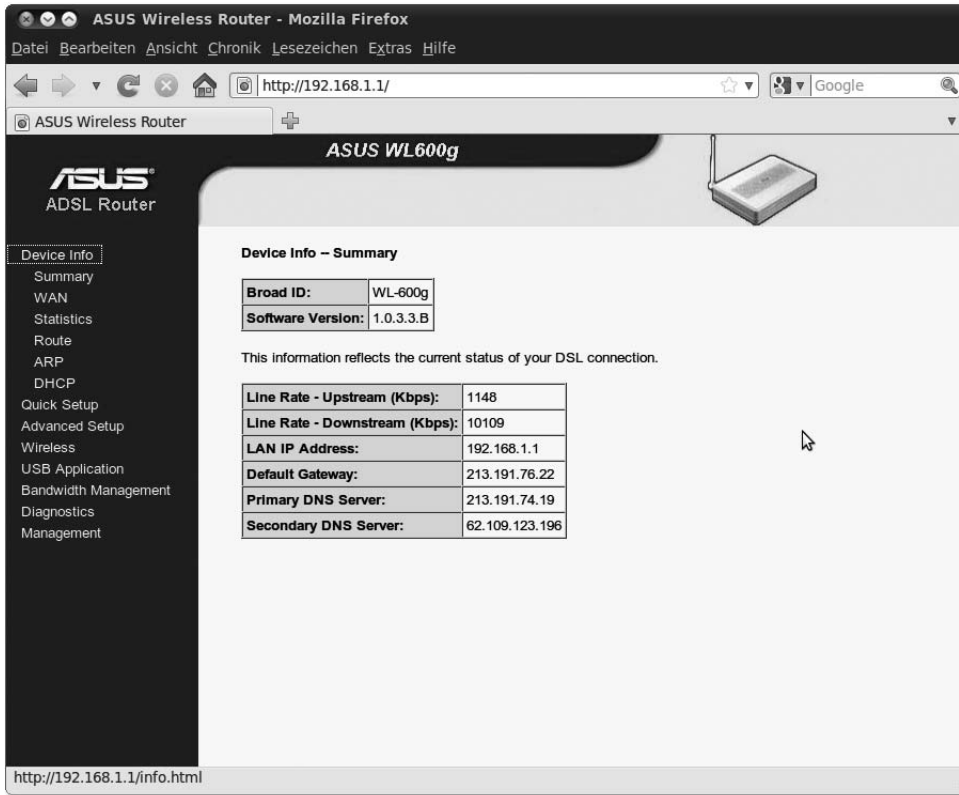 ASUS Wireless Router - Mozilla Firefox
Datei Bearbeiten Ansicht Chronik Lesezeichen Extras Hilfe
http://192.168.1.1/ Google
ASUS Wireless Router
ASUS WL600g
ASUS
ADSL Router
Device Info
Summary
WAN
Statistics
Route
ARP
DHCP
Quick Setup
Advanced Setup
Wireless
USB Application
Bandwidth Management
Diagnostics
Management
Device Info -- Summary
Broad ID: WL-600g
Software Version: 1.0.3.3.B
This information reflects the current status of your DSL connection.
Line Rate - Upstream (Kbps): 1148
Line Rate - Downstream (Kbps): 10109
LAN IP Address: 192.168.1.1
Default Gateway: 213.191.76.22
Primary DNS Server: 213.191.74.19
Secondary DNS Server: 62.109.123.196
http://192.168.1.1/info.html